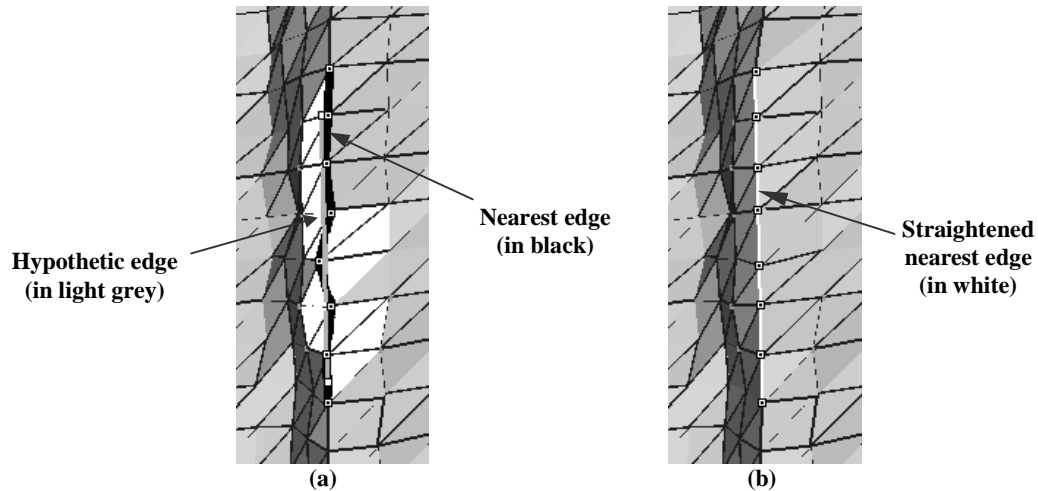 Nearest edge
(in black)
Hypothetic edge
(in light grey)
(a)
Straightened
nearest edge
(in white)
(b)